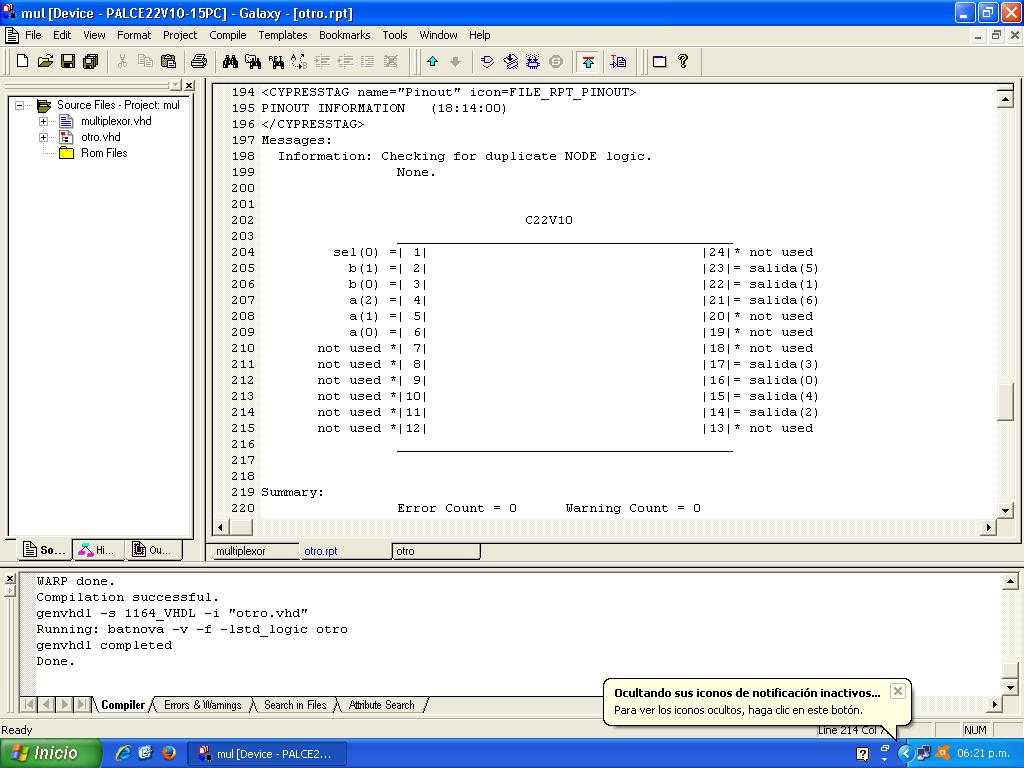 mul [Device - PALCE22V10-15PC] - Galaxy - [otro.rpt]
File Edit View Format Project Compile Templates Bookmarks Tools Window Help
Source Files - Project: mul
multiplexor.vhd
otro.vhd
Rom Files
So... Hi... Ou...
194 <CYPRESSTAG name="Pinout" icon=FILE_RPT_PINOUT>
195 PINOUT INFORMATION (18:14:00)
196 </CYPRESSTAG>
197 Messages:
198 Information: Checking for duplicate NODE logic.
199 None.
200
201
202 C22V10
203 __________________________________________
204 sel(0) =| 1| |24|* not used
205 b(1) =| 2| |23|= salida(5)
206 b(0) =| 3| |22|= salida(1)
207 a(2) =| 4| |21|= salida(6)
208 a(1) =| 5| |20|* not used
209 a(0) =| 6| |19|* not used
210 not used *| 7| |18|* not used
211 not used *| 8| |17|= salida(3)
212 not used *| 9| |16|= salida(0)
213 not used *|10| |15|= salida(4)
214 not used *|11| |14|= salida(2)
215 not used *|12| |13|* not used
216 __________________________________________
217
218
219 Summary:
220 Error Count = 0 Warning Count = 0
multiplexor otro.rpt otro
WARP done.
Compilation successful.
genvhdl -s 1164_VHDL -i "otro.vhd"
Running: batnova -v -f -lstd_logic otro
genvhdl completed
Done.
Compiler Errors & Warnings Search in Files Attribute Search
Ocultando sus iconos de notificación inactivos...
Para ver los iconos ocultos, haga clic en este botón.
Ready Line 214 Col NUM
Inicio mul [Device - PALCE2... 06:21 p.m.